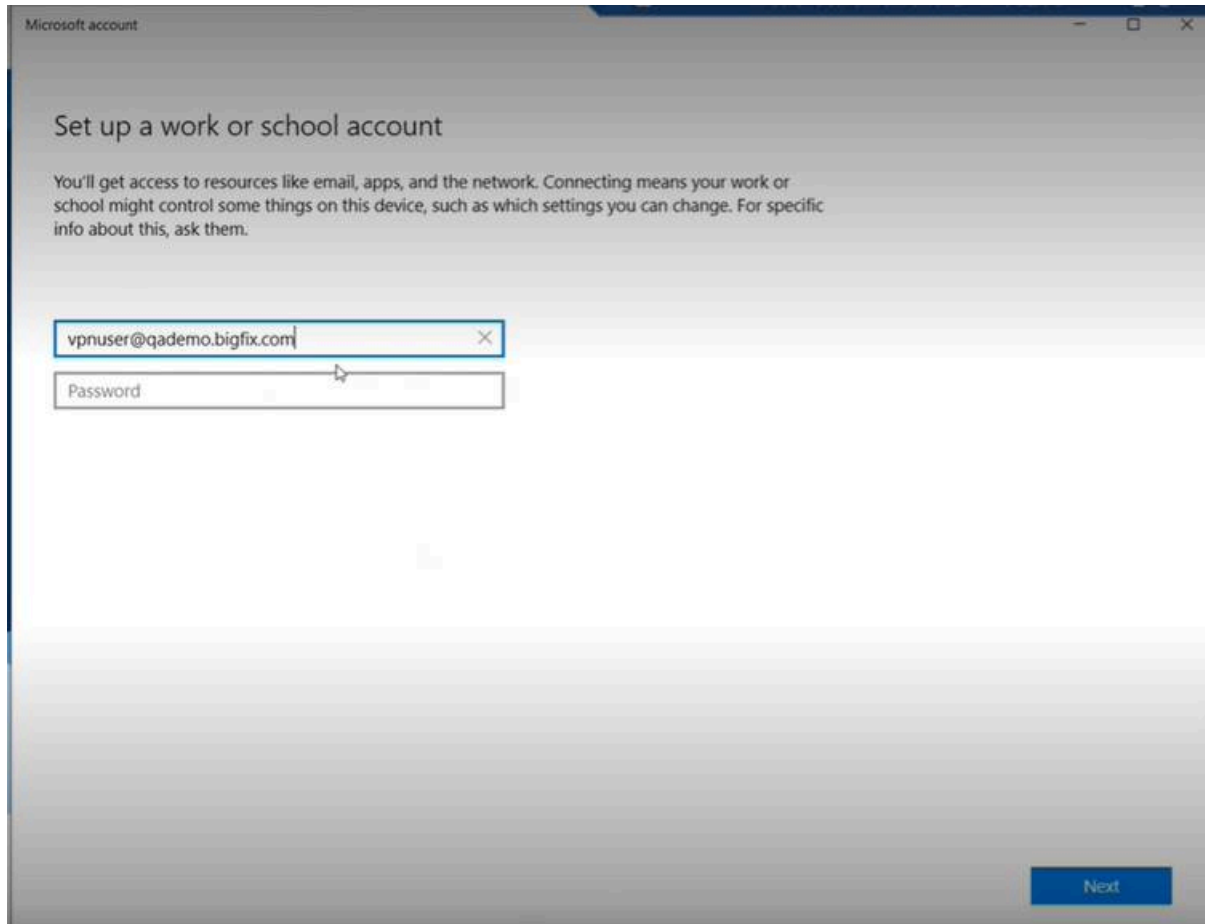 Microsoft account
Set up a work or school account
You'll get access to resources like email, apps, and the network. Connecting means your work or
school might control some things on this device, such as which settings you can change. For specific
info about this, ask them.
vpnuser@qademo.bigfix.com
Password
Next